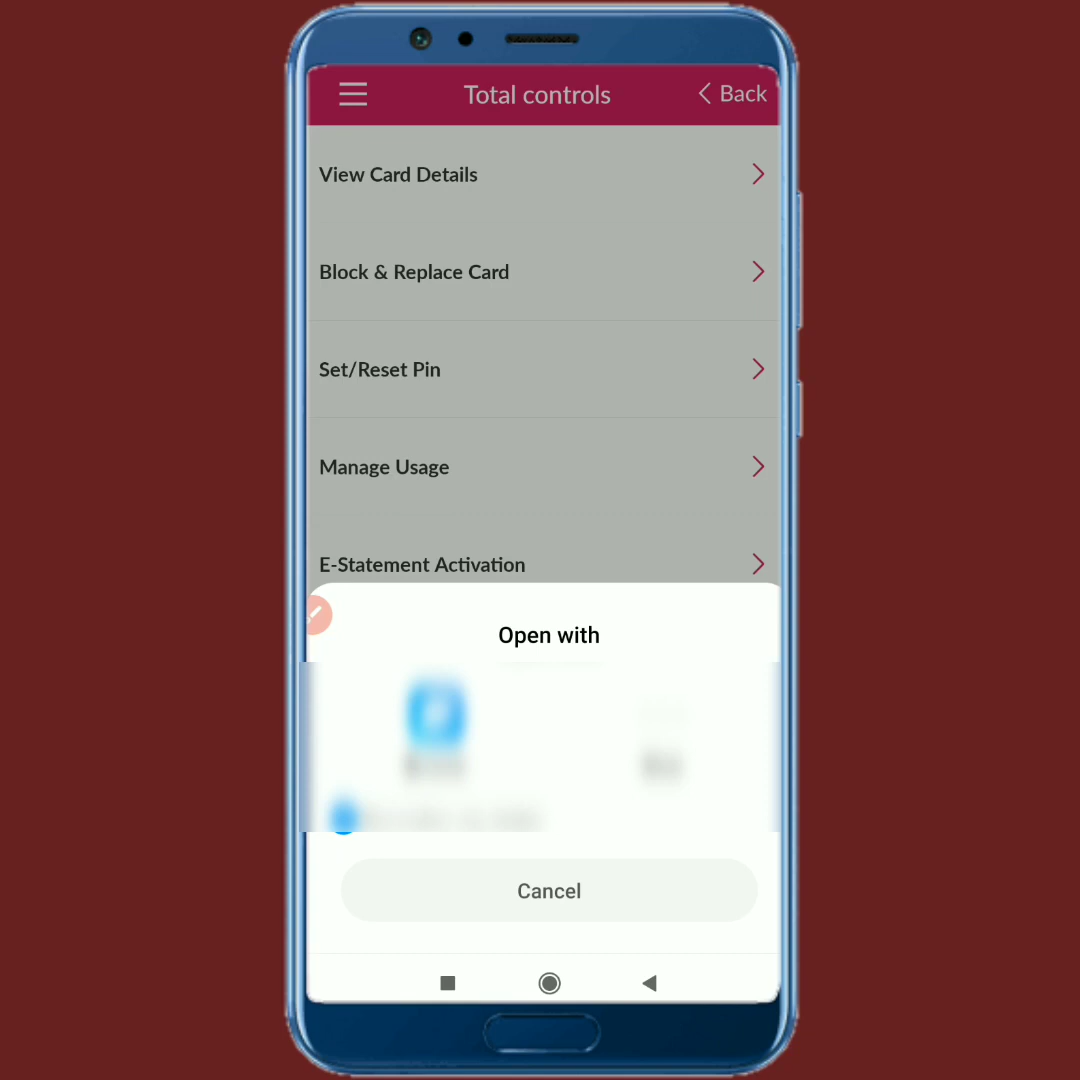 Total controls
Back
View Card Details
Block & Replace Card
Set/Reset Pin
Manage Usage
E-Statement Activation
Open with
Cancel